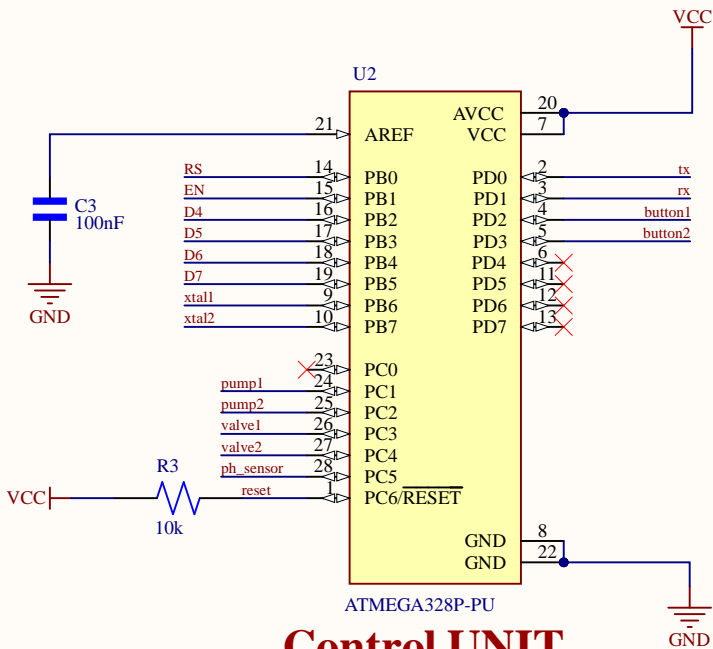 VCC
U2
20
AVCC
21
AREF
VCC
7
RS
14
PB0
PD0
2
tx
EN
15
PB1
PD1
3
rx
C3
100nF
D4
16
PB2
PD2
4
button1
D5
17
PB3
PD3
5
button2
D6
18
PB4
PD4
6
D7
19
PB5
PD5
11
xtal1
9
PB6
PD6
12
GND
xtal2
10
PB7
PD7
13
23
PC0
pump1
24
PC1
pump2
25
PC2
valve1
26
PC3
valve2
27
PC4
R3
ph_sensor
28
PC5
VCC
reset
1
PC6/RESET
10k
GND
8
GND
22
ATMEGA328P-PU
GND
Control UNIT